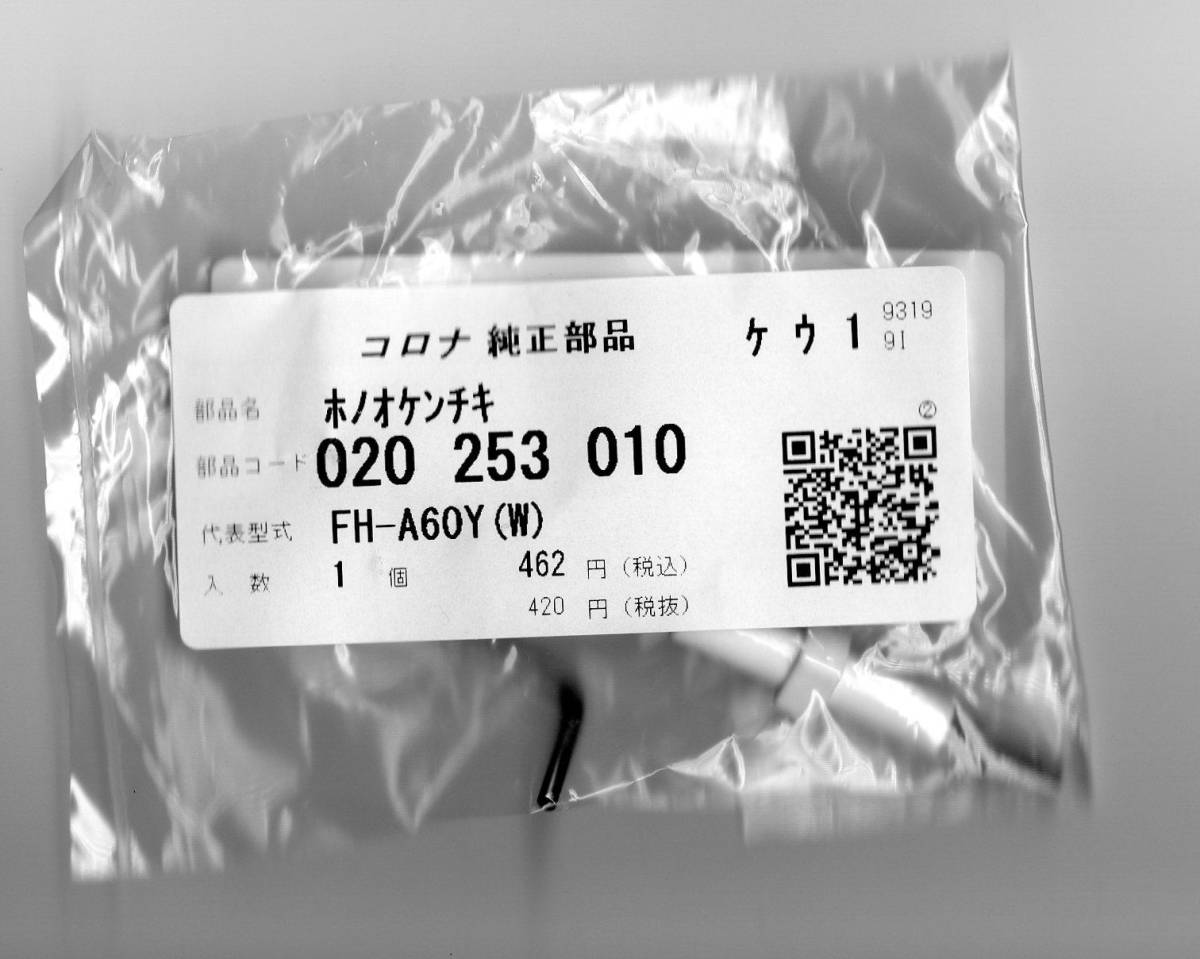 コロナ 純正部品 ケウ1 9319
9I
②
部品名 ホノオケンチキ
部品コード 020 253 010
代表型式 FH-A60Y(W)
入 数 1 個 462 円 (税込)
420 円 (税抜)